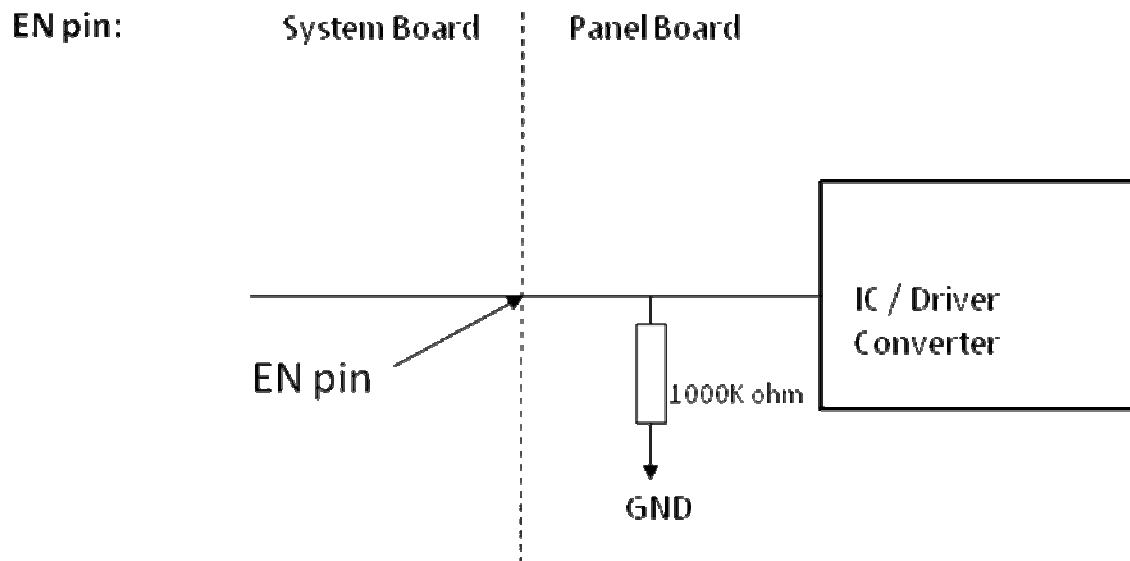 EN pin:
System Board
Panel Board
IC / Driver
Converter
EN pin
1000K ohm
GND